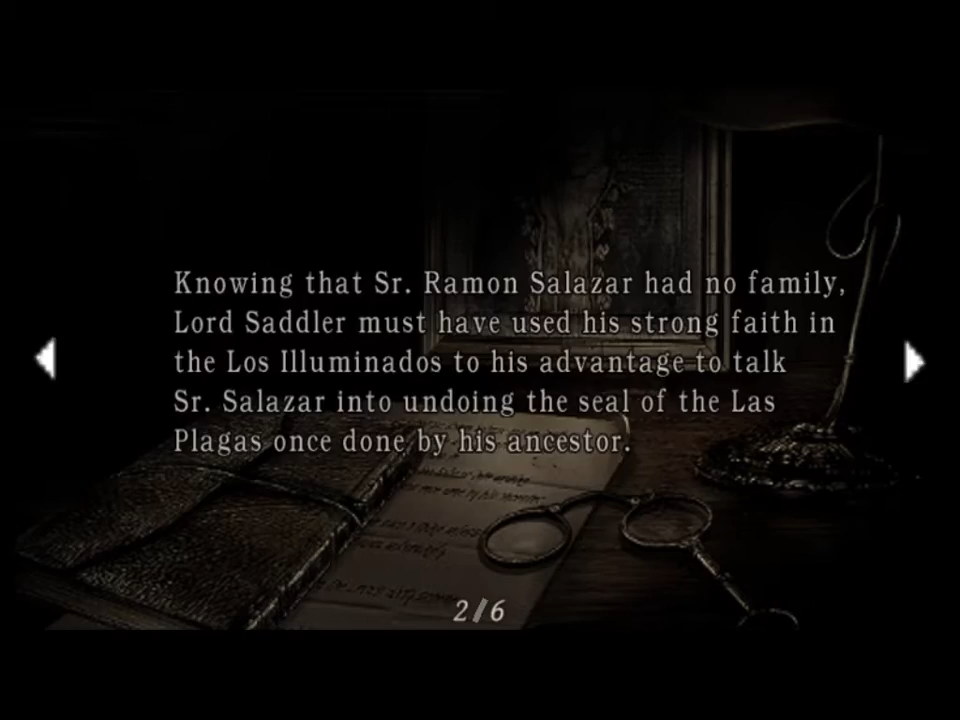 Knowing that Sr. Ramon Salazar had no family,
Lord Saddler must have used his strong faith in
the Los Illuminados to his advantage to talk
Sr. Salazar into undoing the seal of the Las
Plagas once done by his ancestor.
2/6